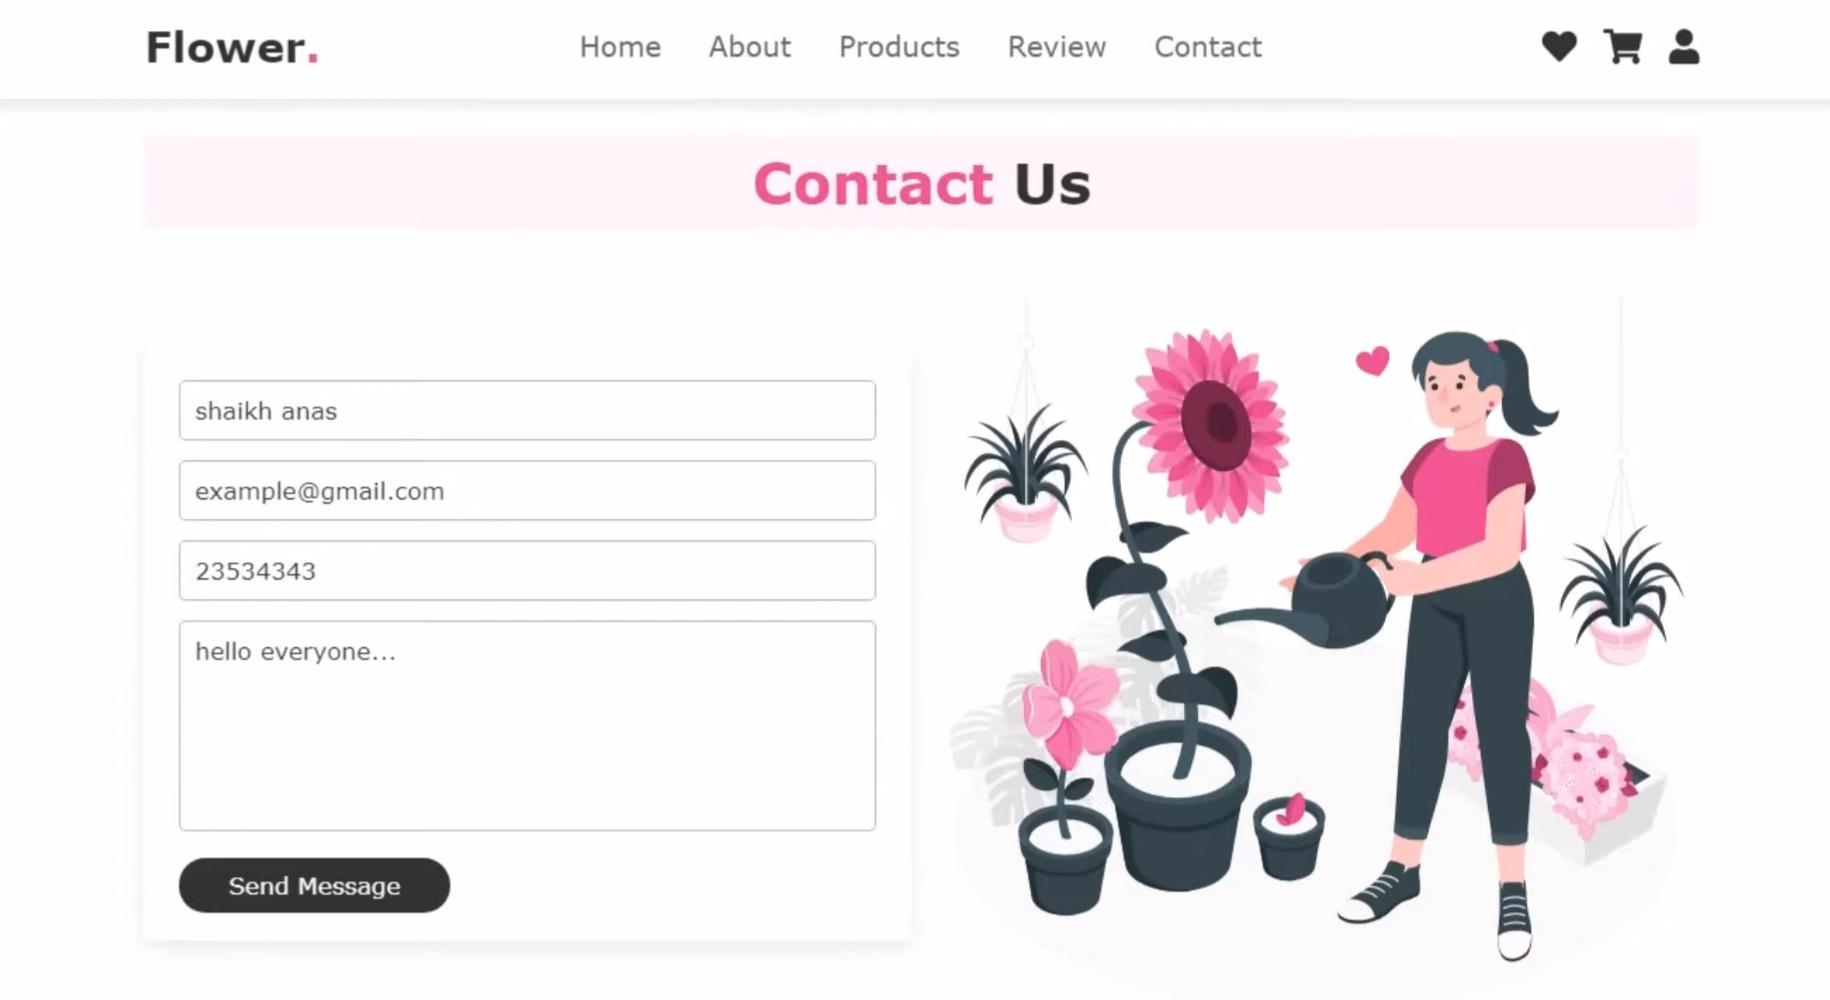 Flower.
Home About Products Review Contact
Contact Us
shaikh anas
example@gmail.com
23534343
hello everyone...
Send Message